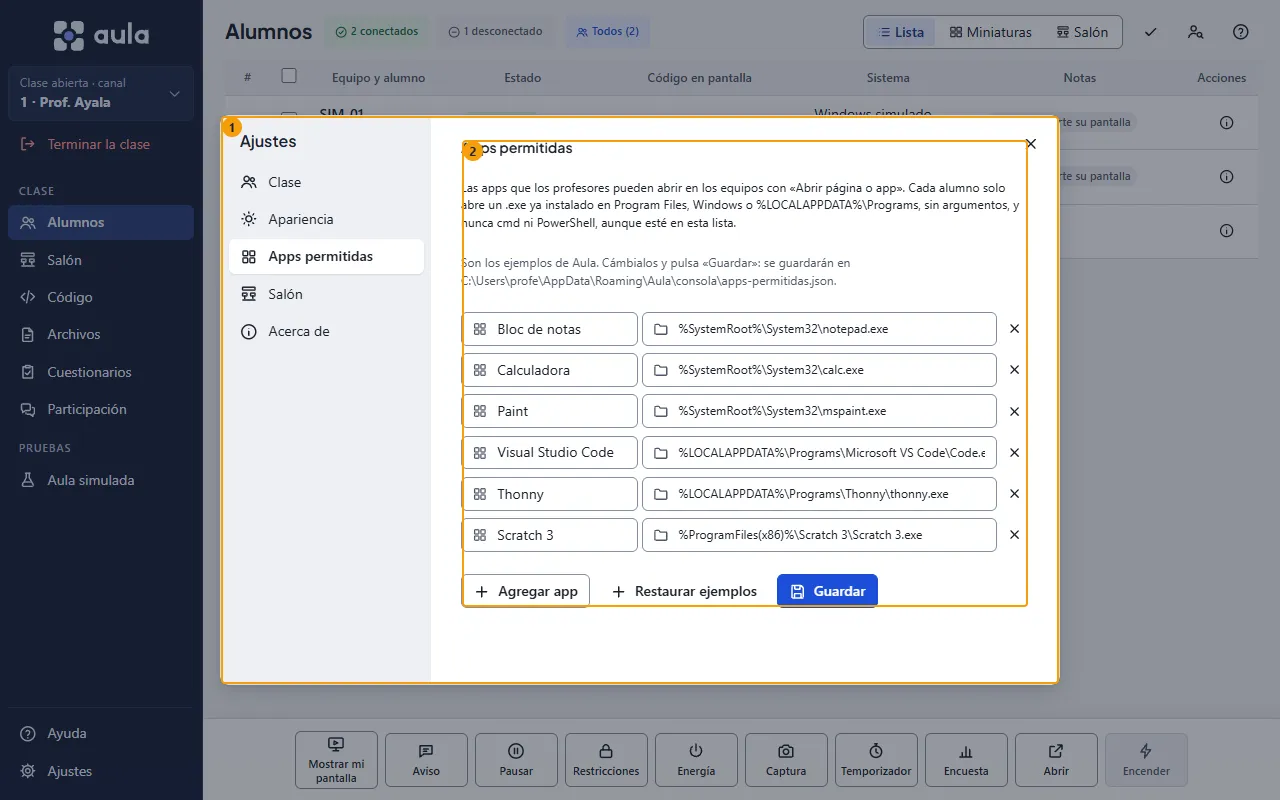 aula
Clase abierta · canal
1 · Prof. Ayala
Terminar la clase
CLASE
Alumnos
Salón
Código
Archivos
Cuestionarios
Participación
PRUEBAS
Aula simulada
Ayuda
Ajustes
Alumnos
2 conectados
1 desconectado
Todos (2)
Lista
Miniaturas
Salón
#
Equipo y alumno
Estado
Código en pantalla
Sistema
Notas
Acciones
SIM-01
Windows simulado
te su pantalla
te su pantalla
1
Ajustes
Clase
Apariencia
Apps permitidas
Salón
Acerca de
2
ps permitidas
Las apps que los profesores pueden abrir en los equipos con «Abrir página o app». Cada alumno solo
abre un .exe ya instalado en Program Files, Windows o %LOCALAPPDATA%\Programs, sin argumentos, y
nunca cmd ni PowerShell, aunque esté en esta lista.
Son los ejemplos de Aula. Cámbialos y pulsa «Guardar»: se guardarán en
C:\Users\profe\AppData\Roaming\Aula\consola\apps-permitidas.json.
Bloc de notas
%SystemRoot%\System32\notepad.exe
Calculadora
%SystemRoot%\System32\calc.exe
Paint
%SystemRoot%\System32\mspaint.exe
Visual Studio Code
%LOCALAPPDATA%\Programs\Microsoft VS Code\Code.e
Thonny
%LOCALAPPDATA%\Programs\Thonny\thonny.exe
Scratch 3
%ProgramFiles(x86)%\Scratch 3\Scratch 3.exe
Agregar app
Restaurar ejemplos
Guardar
Mostrar mi
pantalla
Aviso
Pausar
Restricciones
Energía
Captura
Temporizador
Encuesta
Abrir
Encender